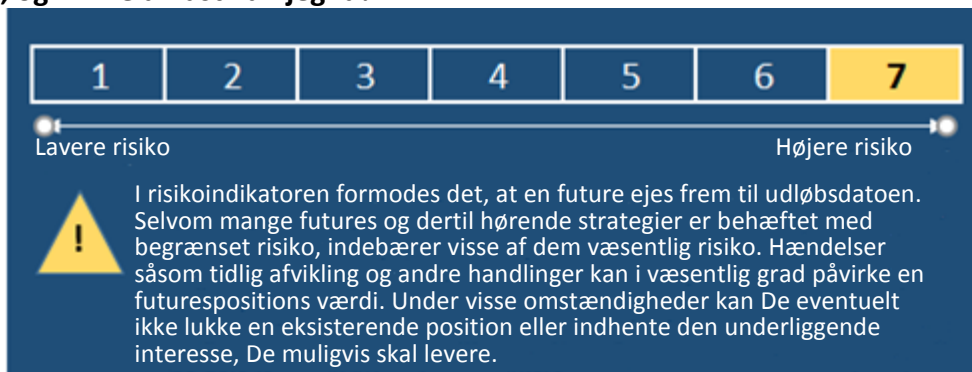 1 2 3 4 5 6 7
Lavere risiko Højere risiko
I risikoindikatoren formodes det, at en future ejes frem til udløbsdatoen.
Selvom mange futures og dertil hørende strategier er behæftet med
begrænset risiko, indebærer visse af dem væsentlig risiko. Hændelser
såsom tidlig afvikling og andre handlinger kan i væsentlig grad påvirke en
futurespositions værdi. Under visse omstændigheder kan De eventuelt
ikke lukke en eksisterende position eller indhente den underliggende
interesse, De muligvis skal levere.